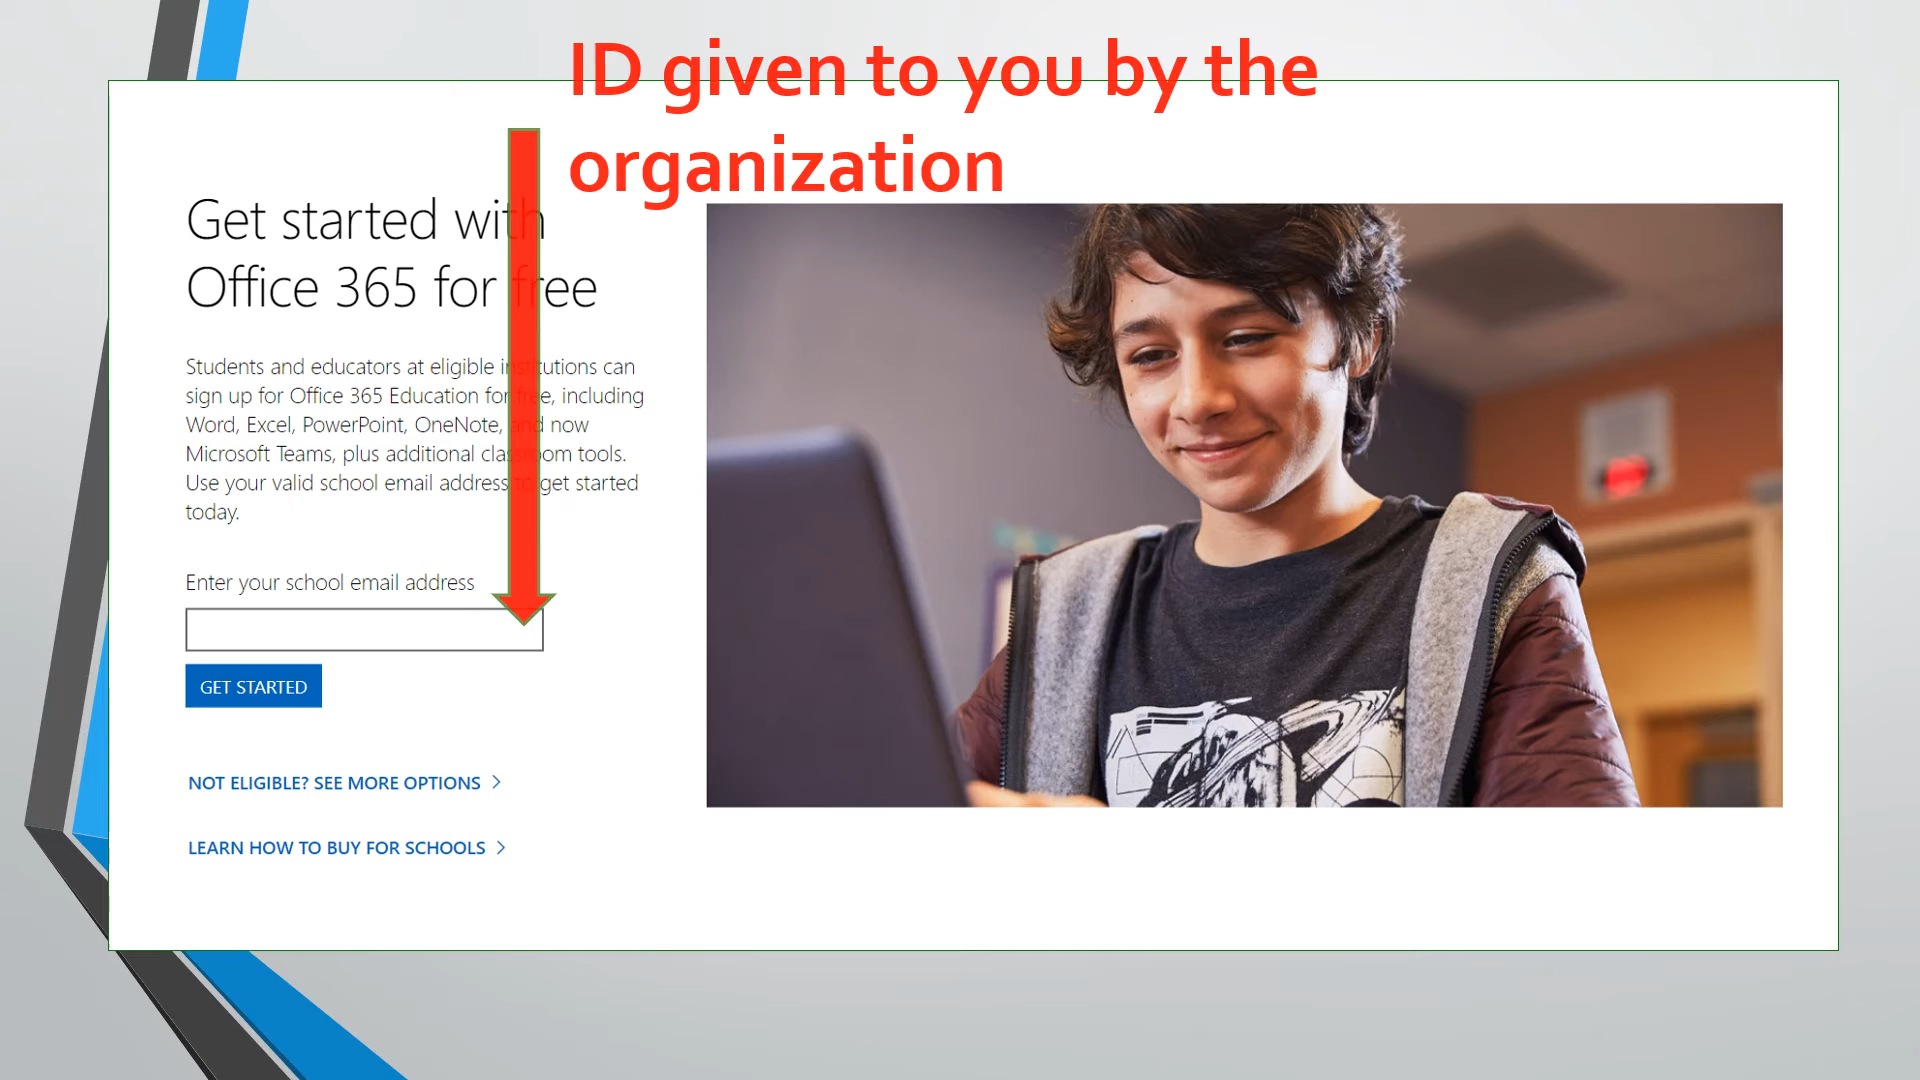 ID given to you by the
organization
Get started with
Office 365 for free
Students and educators at eligible institutions can
sign up for Office 365 Education for free, including
Word, Excel, PowerPoint, OneNote, and now
Microsoft Teams, plus additional classroom tools.
Use your valid school email address to get started
today.
Enter your school email address
GET STARTED
NOT ELIGIBLE? SEE MORE OPTIONS
LEARN HOW TO BUY FOR SCHOOLS